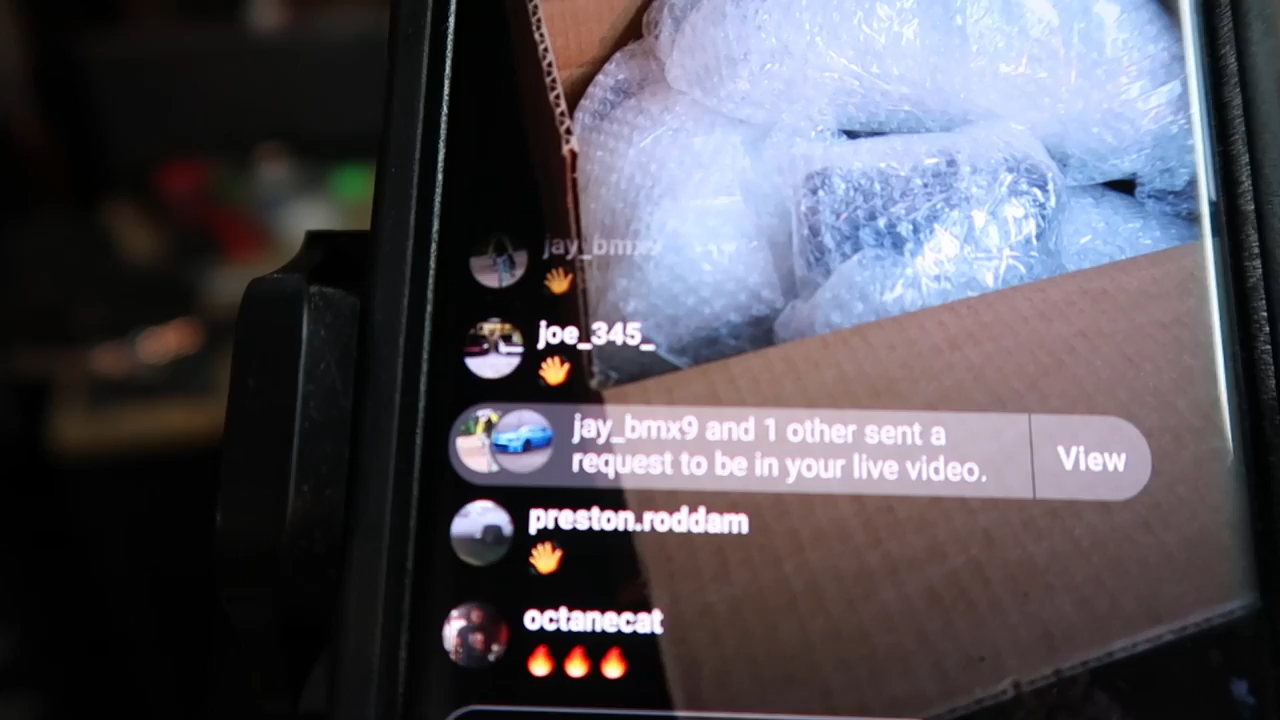 jay_bmx9
👋
joe_345_
👋
jay_bmx9 and 1 other sent a
request to be in your live video.
View
preston.roddam
👋
octanecat
🔥🔥🔥